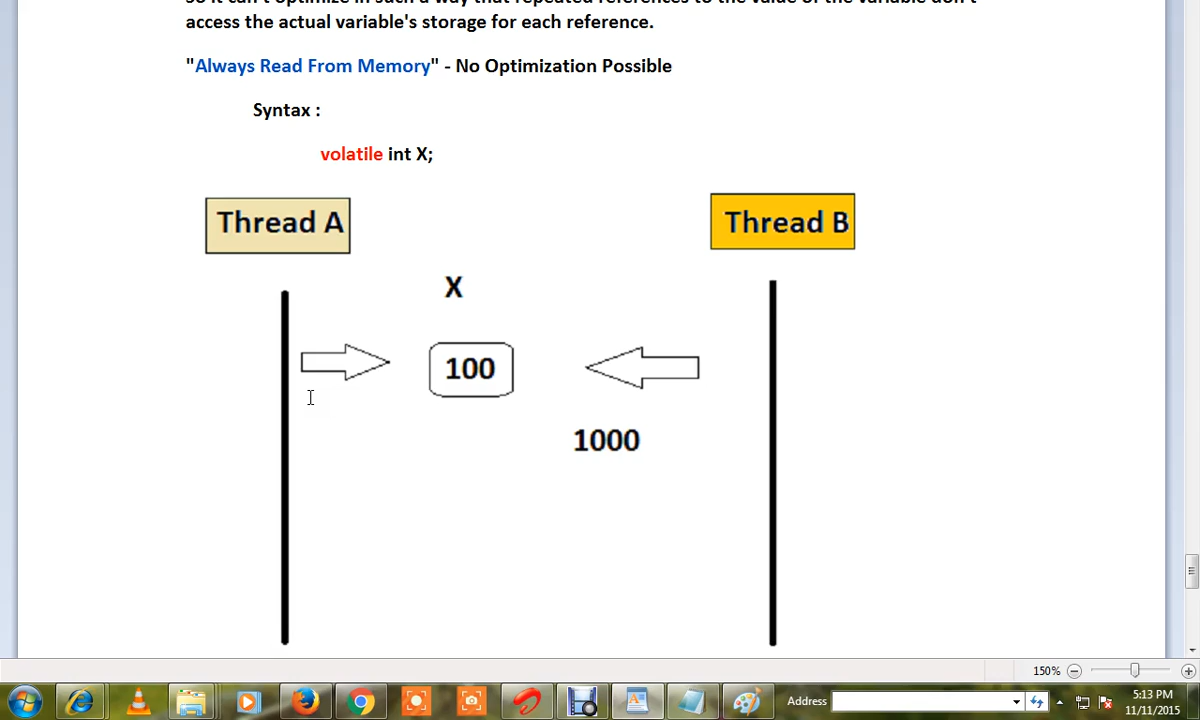 access the actual variable's storage for each reference.
"Always Read From Memory" - No Optimization Possible
Syntax :
volatile int X;
Thread A
Thread B
X
100
1000
150%
Address
5:13 PM
11/11/2015